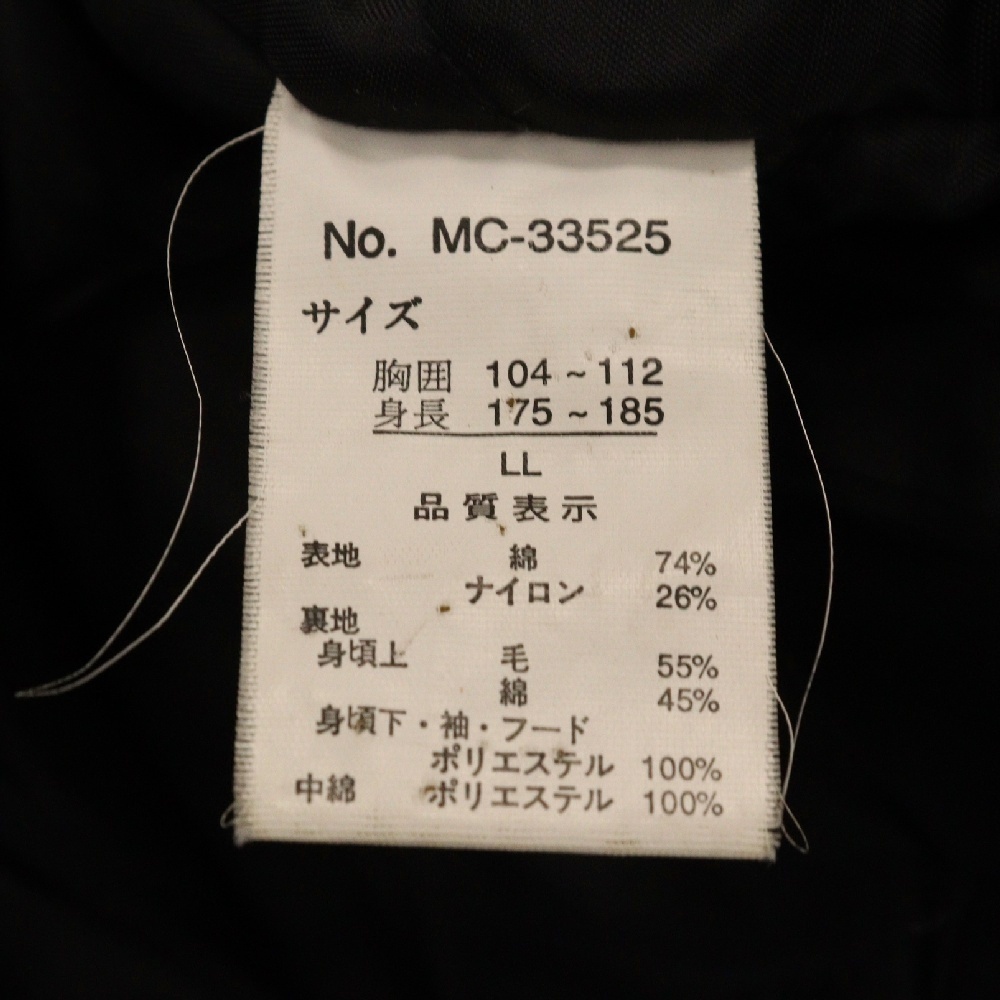 No. MC-33525
サイズ
胸囲 104～112
身長 175～185
LL
品質表示
表地 綿 74%
ナイロン 26%
裏地
身頃上 毛 55%
綿 45%
身頃下・袖・フード
ポリエステル 100%
中綿 ポリエステル 100%